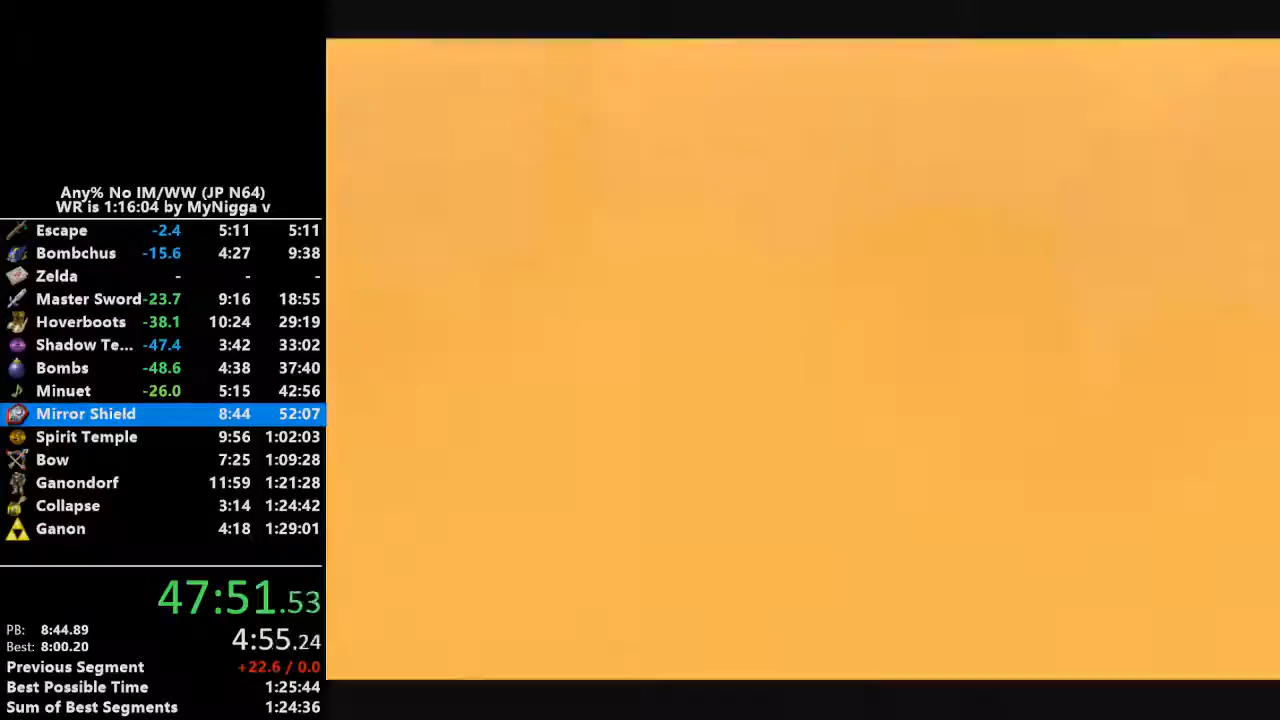 Any% No IM/WW (JP N64)
WR is 1:16:04 by MyNigga v
Escape -2.4 5:11 5:11
Bombchus -15.6 4:27 9:38
Zelda - - -
Master Sword -23.7 9:16 18:55
Hoverboots -38.1 10:24 29:19
Shadow Te... -47.4 3:42 33:02
Bombs -48.6 4:38 37:40
Minuet -26.0 5:15 42:56
Mirror Shield 8:44 52:07
Spirit Temple 9:56 1:02:03
Bow 7:25 1:09:28
Ganondorf 11:59 1:21:28
Collapse 3:14 1:24:42
Ganon 4:18 1:29:01
47:51.53
PB: 8:44.89
Best: 8:00.20
4:55.24
Previous Segment +22.6 / 0.0
Best Possible Time 1:25:44
Sum of Best Segments 1:24:36